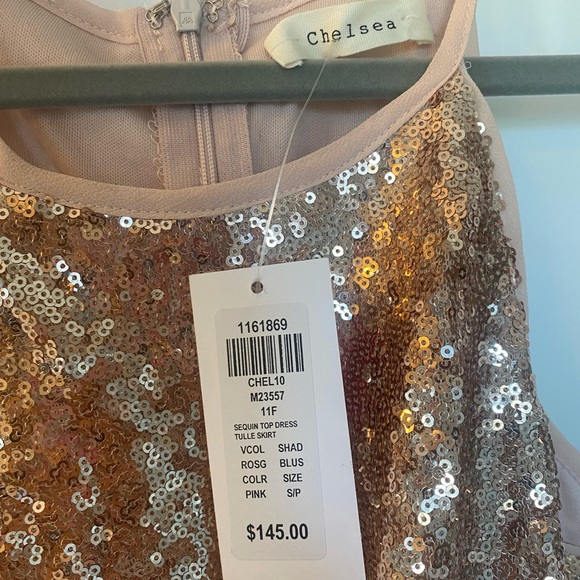 Chelsea
1161869
CHEL10
M23557
11F
SEQUIN TOP DRESS
TULLE SKIRT
VCOL SHAD
ROSG BLUS
COLR SIZE
PINK S/P
$145.00